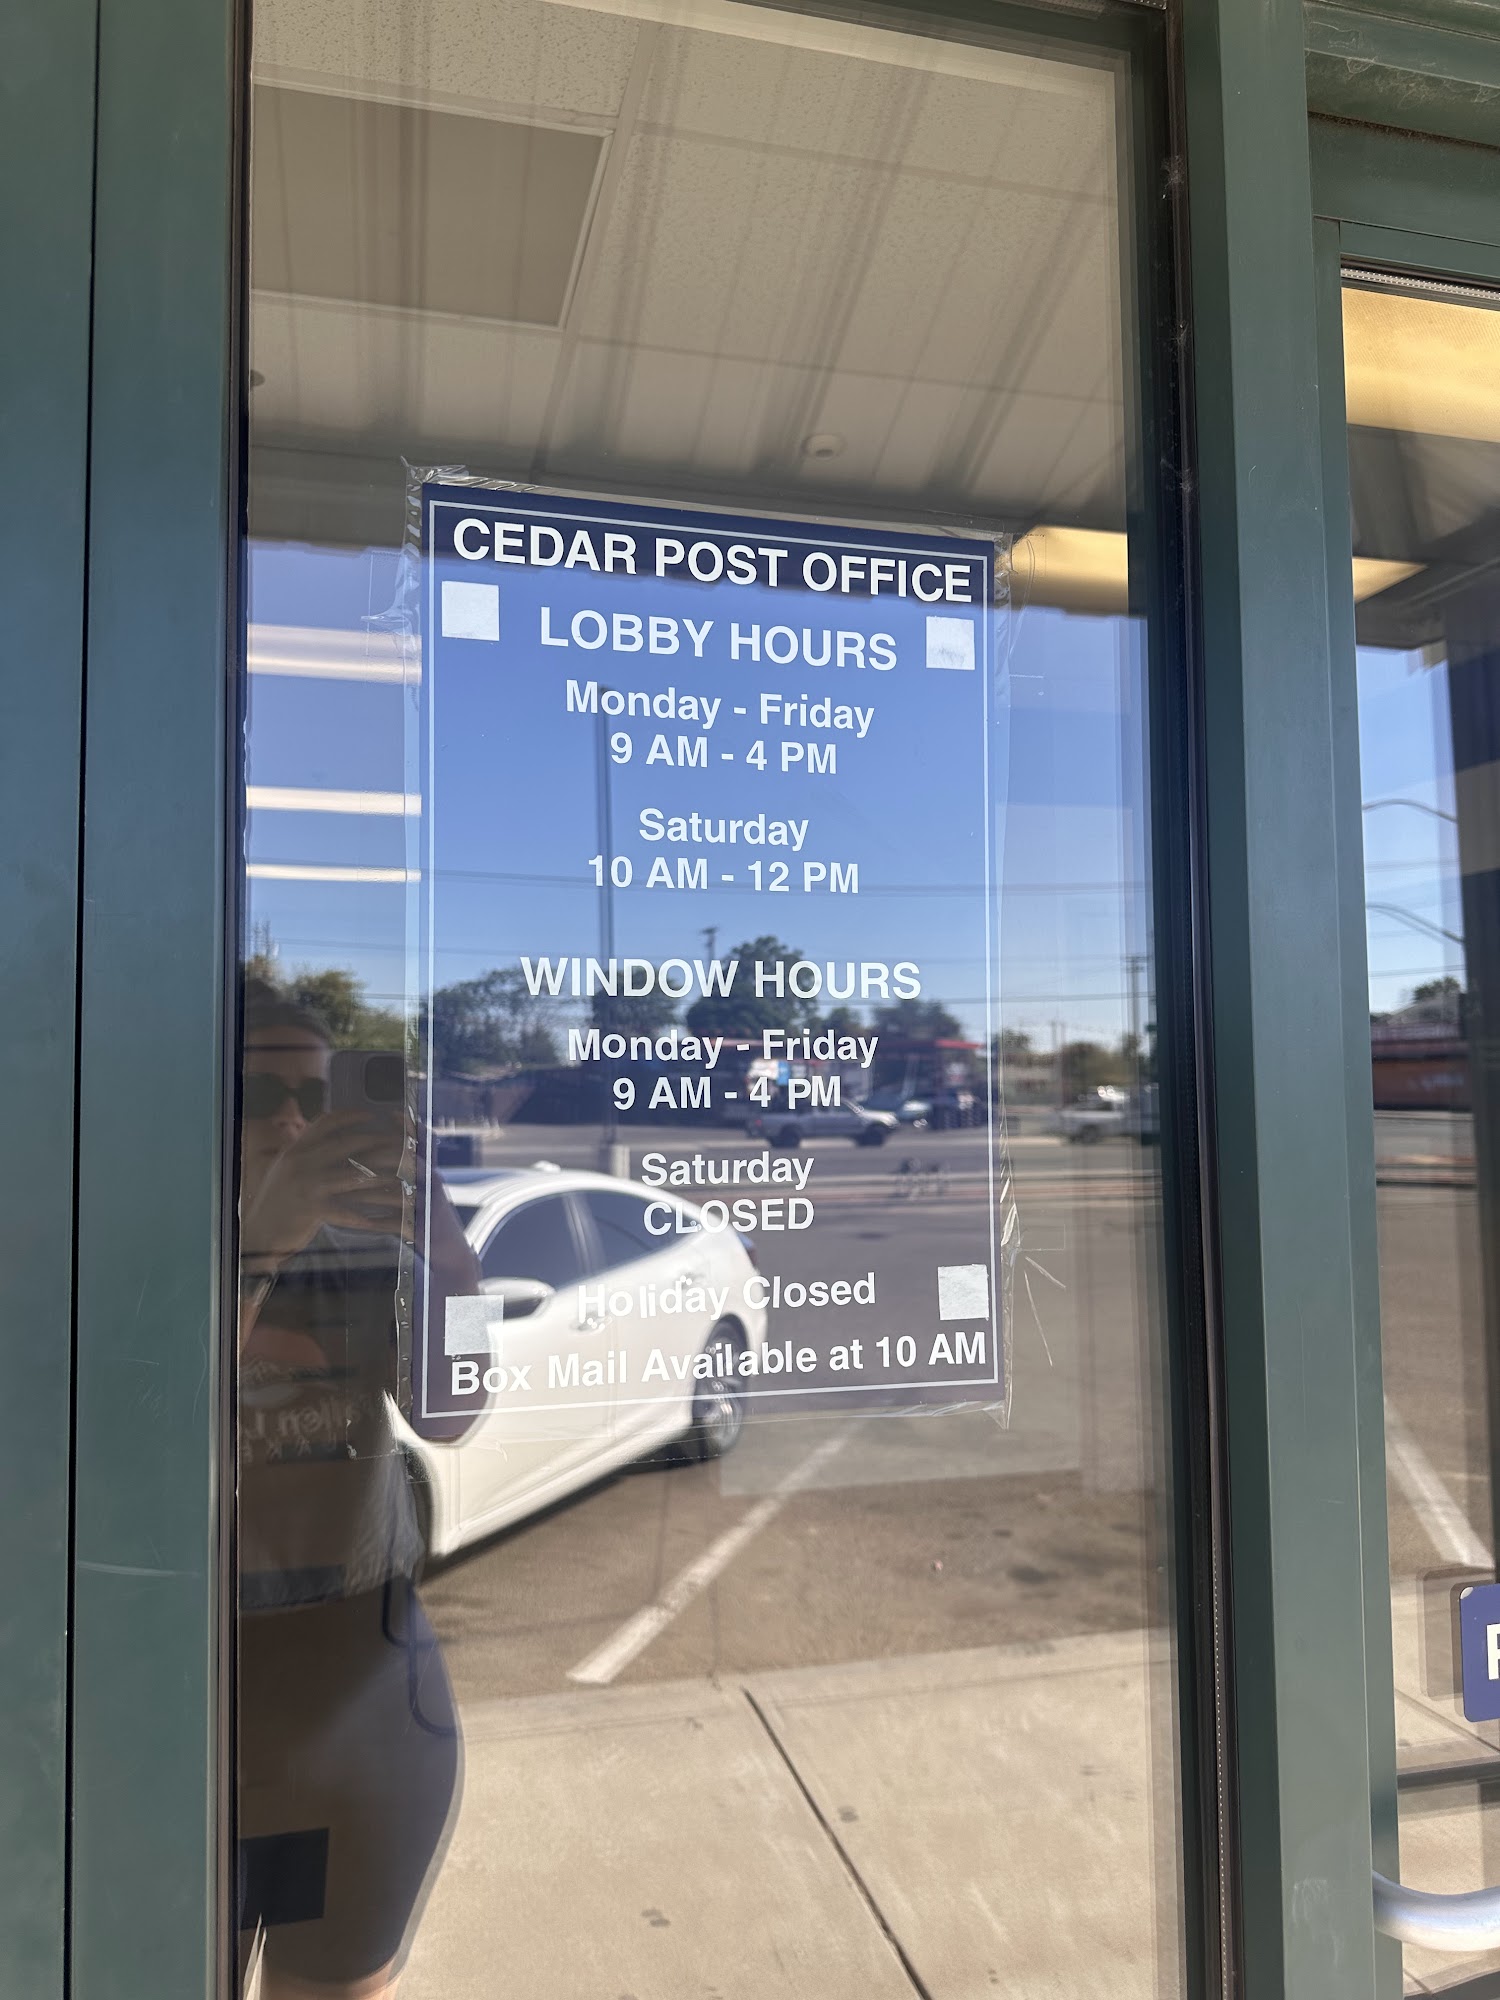 CEDAR POST OFFICE
LOBBY HOURS
Monday - Friday
9 AM - 4 PM
Saturday
10 AM - 12 PM
WINDOW HOURS
Monday - Friday
9 AM - 4 PM
Saturday
CLOSED
Holiday Closed
Box Mail Available at 10 AM